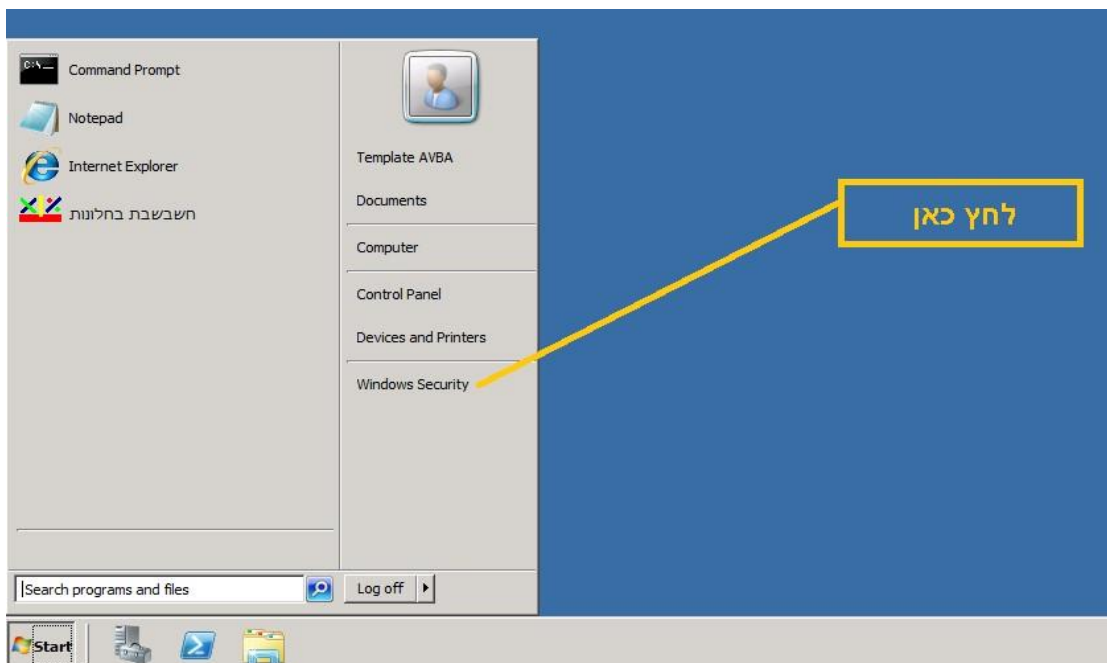 C:\
Command Prompt
Notepad
Internet Explorer
חשבשבת בחלונות
Template AVBA
Documents
Computer
Control Panel
Devices and Printers
Windows Security
לחץ כאן
Search programs and files
Log off
Start